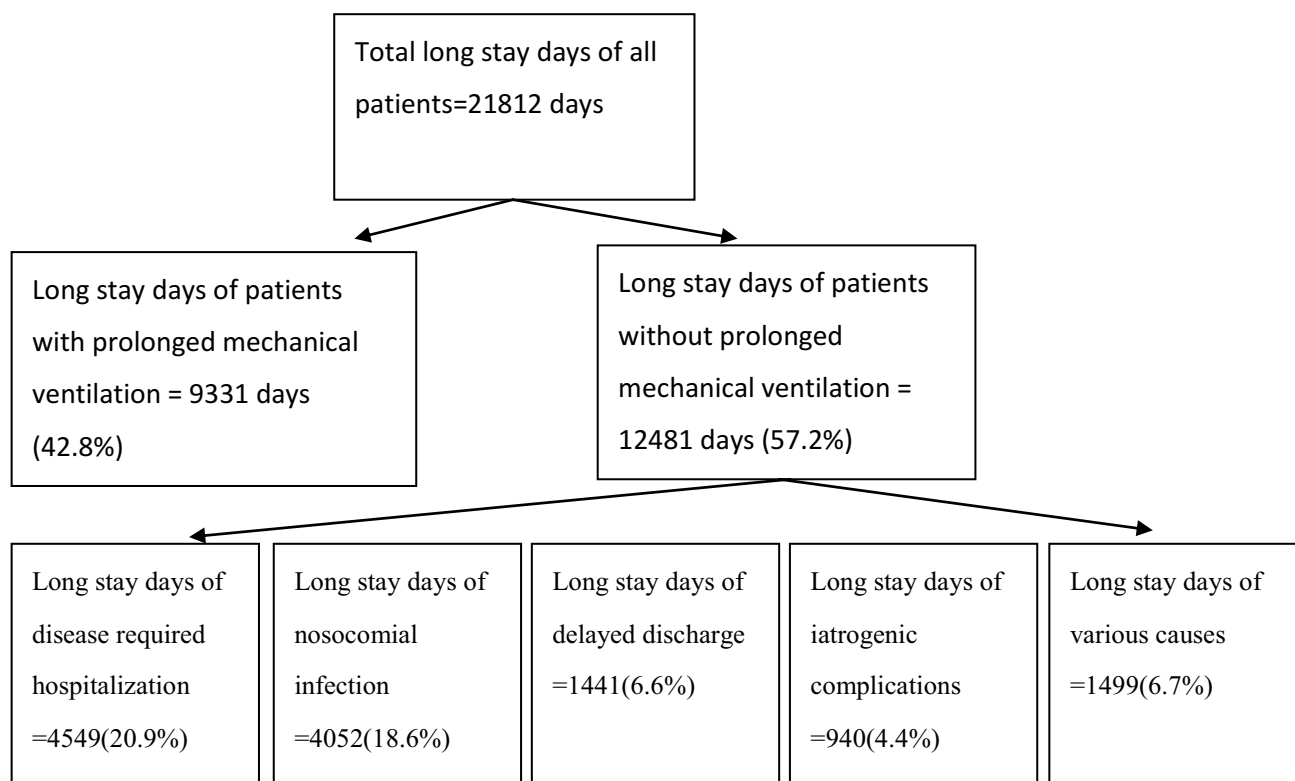 Total long stay days of all
patients=21812 days
Long stay days of patients
with prolonged mechanical
ventilation = 9331 days
(42.8%)
Long stay days of patients
without prolonged
mechanical ventilation =
12481 days (57.2%)
Long stay days of
disease required
hospitalization
=4549(20.9%)
Long stay days of
nosocomial
infection
=4052(18.6%)
Long stay days of
delayed discharge
=1441(6.6%)
Long stay days of
iatrogenic
complications
=940(4.4%)
Long stay days of
various causes
=1499(6.7%)